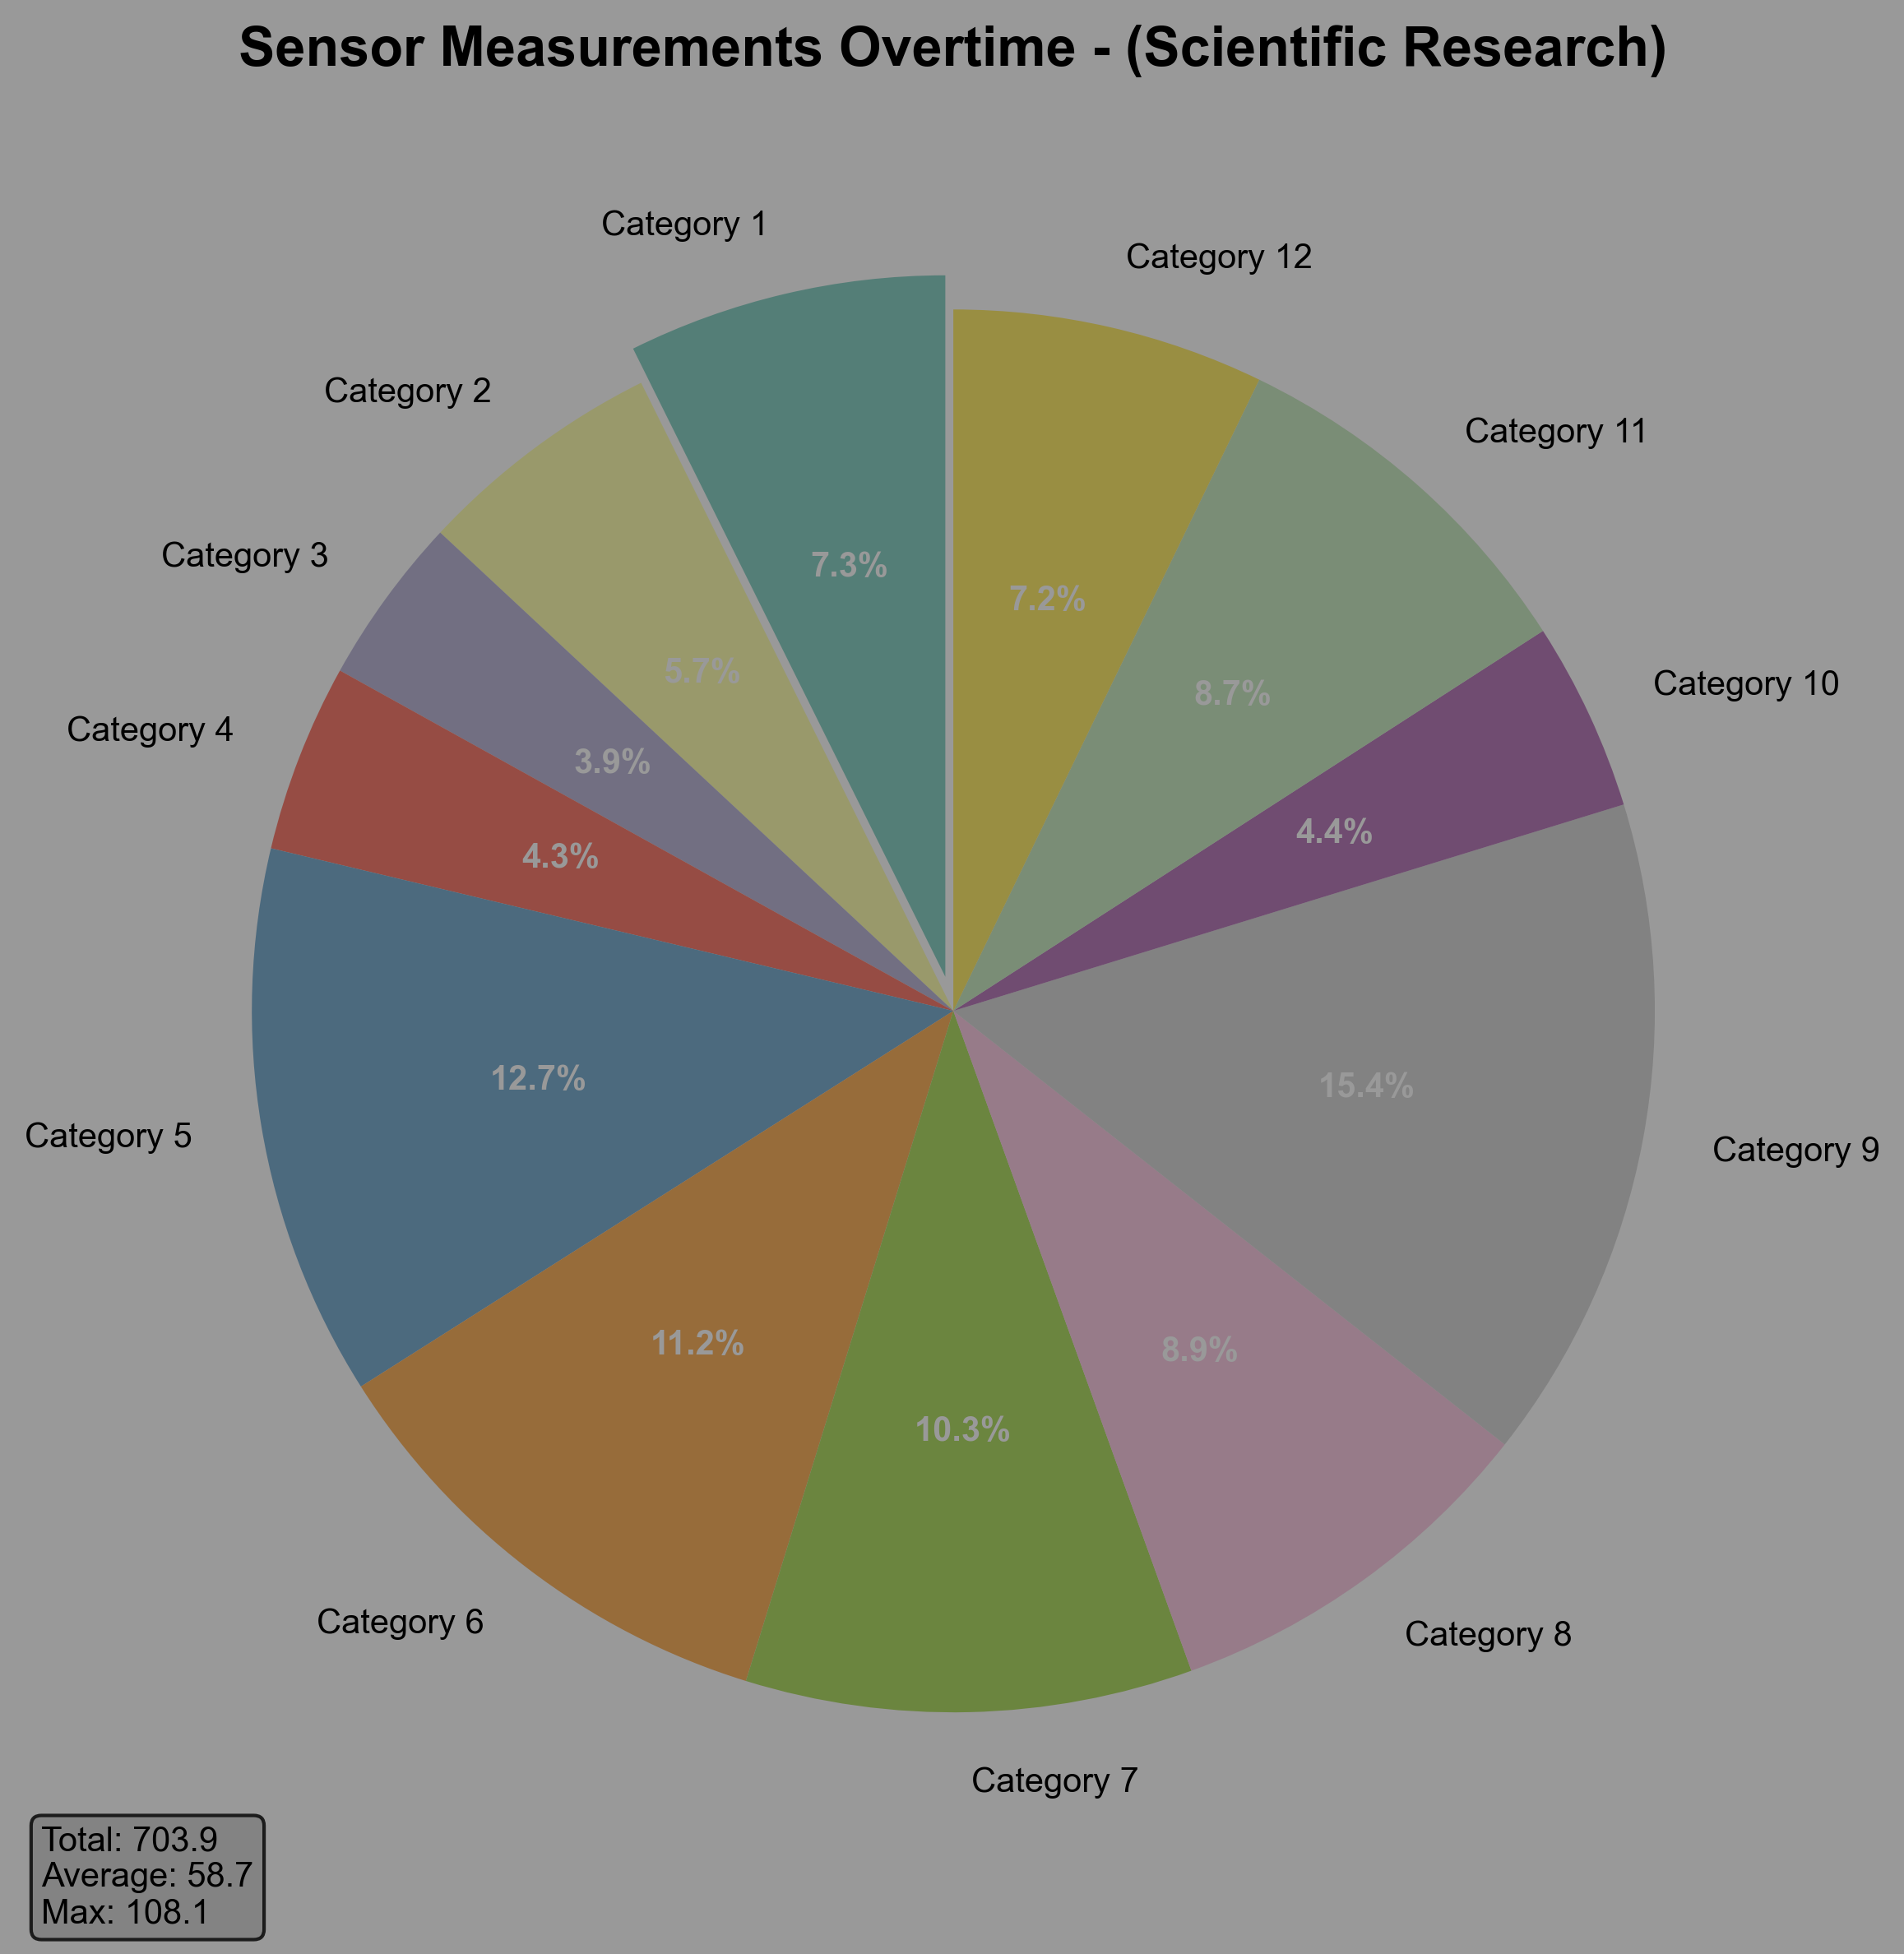 Sensor Measurements Overtime - (Scientific Research)
Category 1
Category 12
Category 2
Category 11
Category 3
7.3%
7.2%
5.7%
8.7%
Category 10
Category 4
3.9%
4.4%
4.3%
12.7%
15.4%
Category 5
Category 9
11.2%
8.9%
10.3%
Category 6
Category 8
Category 7
Total: 703.9
Average: 58.7
Max: 108.1